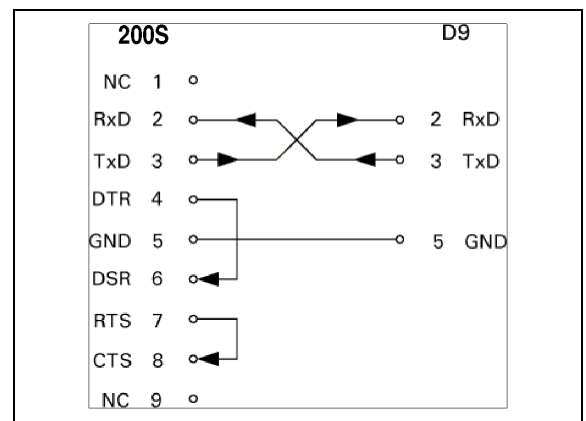 200S D9
NC 1
RxD 2 2 RxD
TxD 3 3 TxD
DTR 4
GND 5 5 GND
DSR 6
RTS 7
CTS 8
NC 9